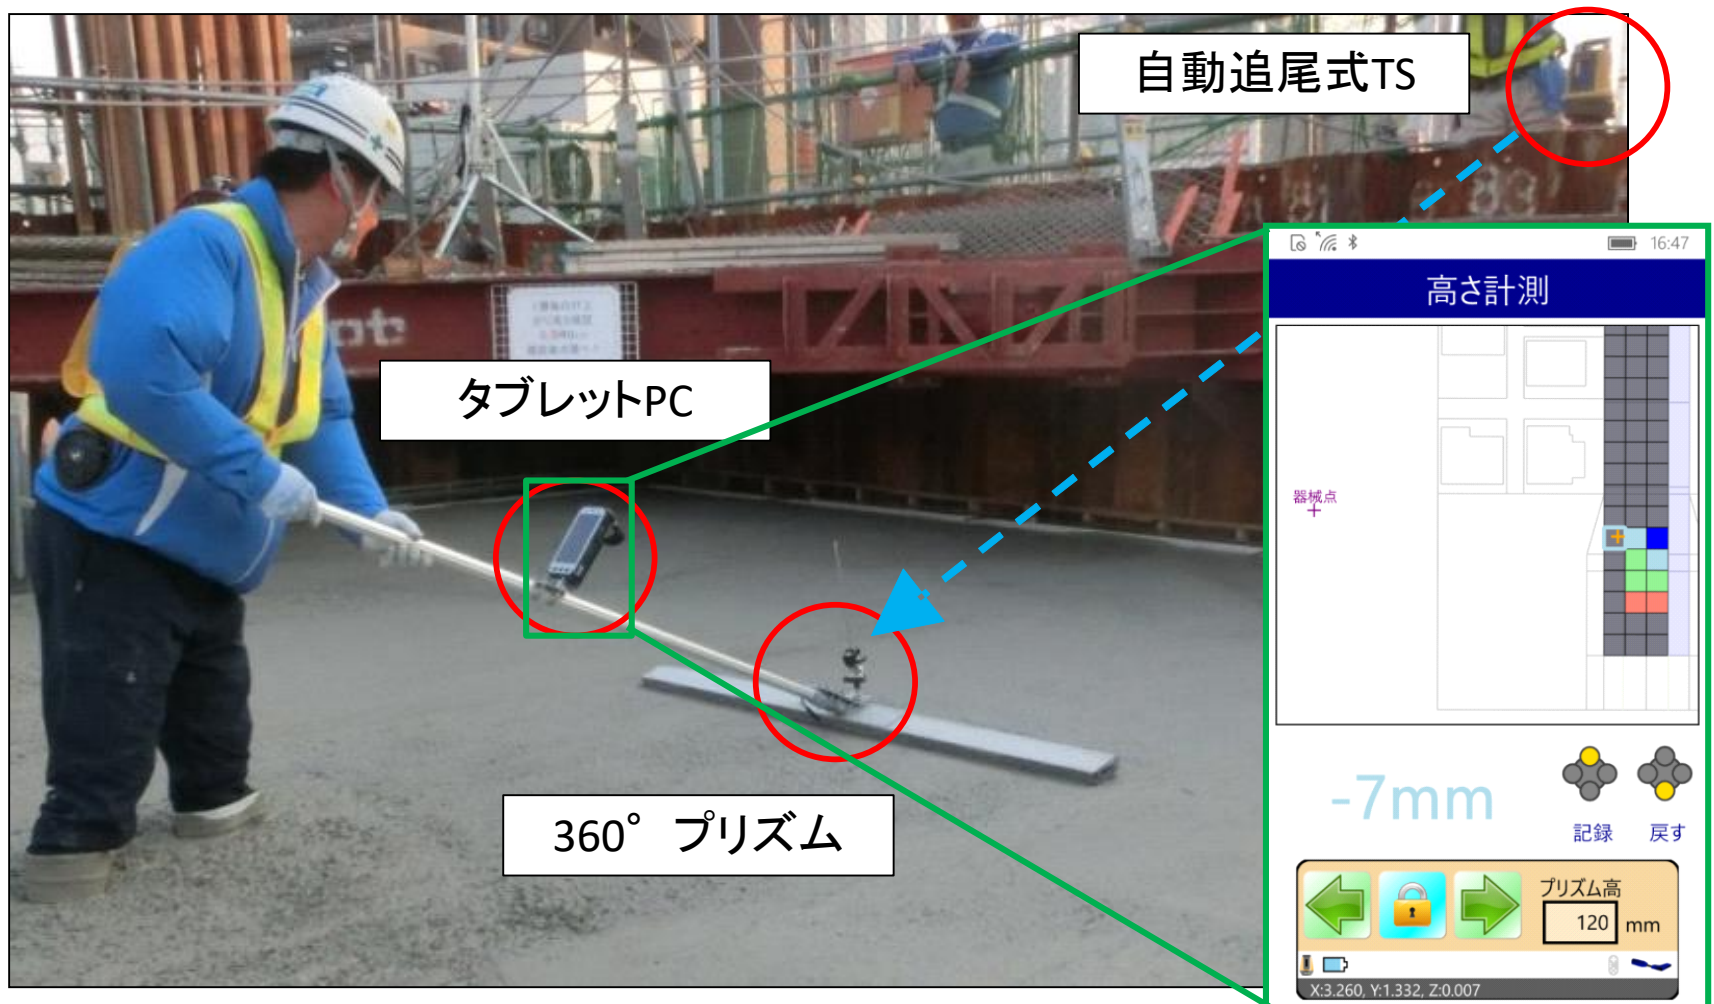 自動追尾式TS
16:47
高さ計測
タブレットPC
器械点
-7mm
記録
戻す
360° プリズム
プリズム高
120 mm
X:3.260, Y:1.332, Z:0.007